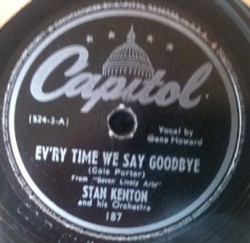 Capitol
(524-3-A)
Vocal by
Gene Howard
EV'RY TIME WE SAY GOODBYE
(Cole Porter)
From "Seven Lively Arts"
STAN KENTON
and his Orchestra
187